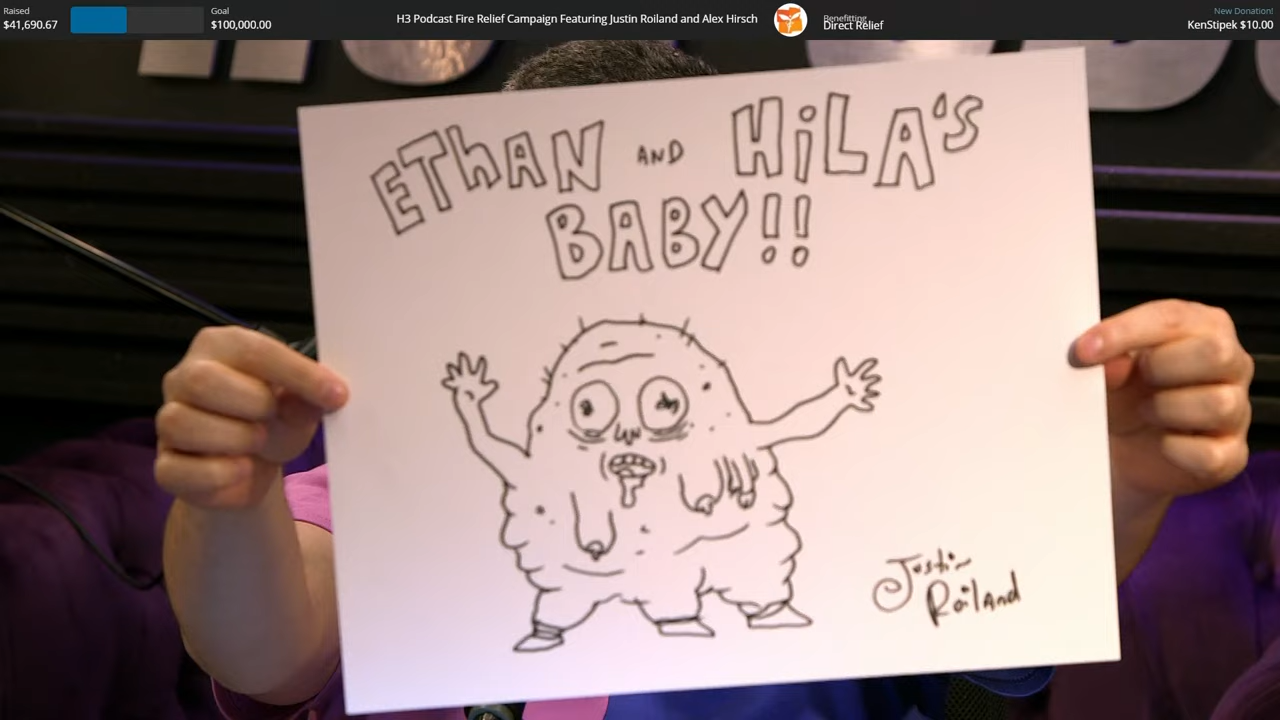 Raised
$41,690.67
Goal
$100,000.00
H3 Podcast Fire Relief Campaign Featuring Justin Roiland and Alex Hirsch
Benefitting
Direct Relief
New Donation!
KenStipek $10.00
EThAN AND HiLA'S
BABY!!
Justin
Roiland